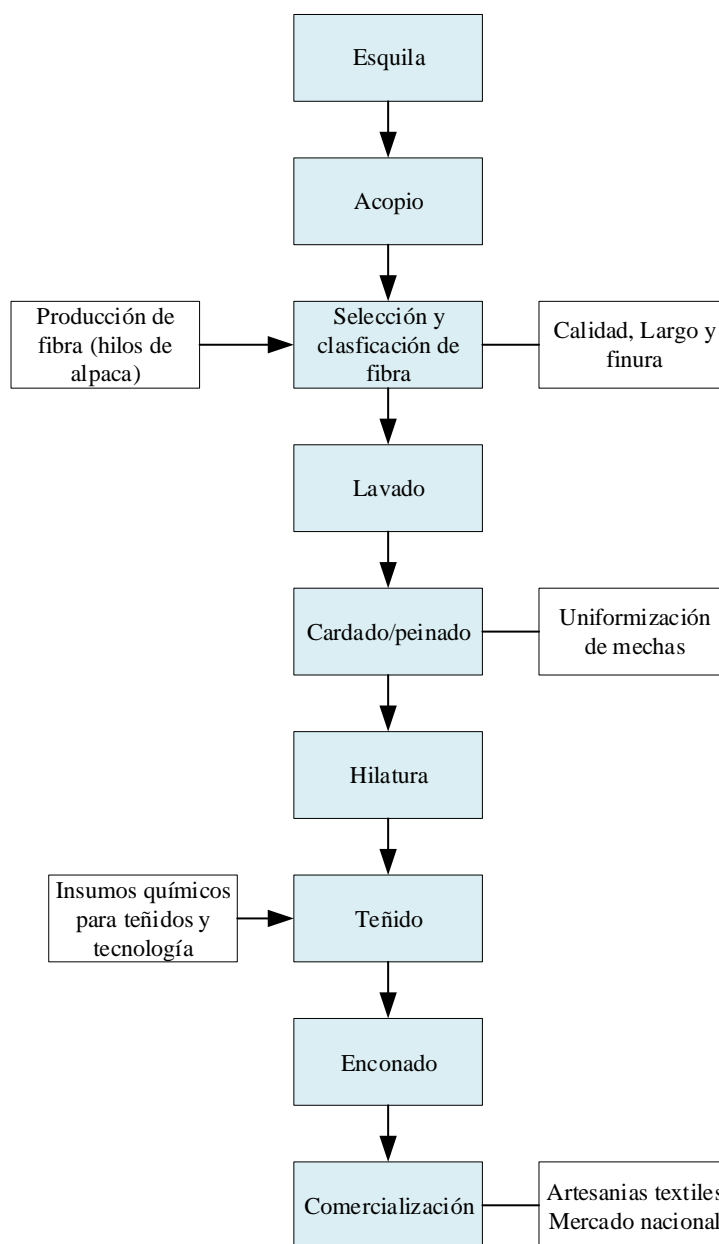 Esquila
Acopio
Producción de
fibra (hilos de
alpaca)
Selección y
clasficación de
fibra
Calidad, Largo y
finura
Lavado
Cardado/peinado
Uniformización
de mechas
Hilatura
Insumos químicos
para teñidos y
tecnología
Teñido
Enconado
Comercialización
Artesanias textiles
Mercado nacional